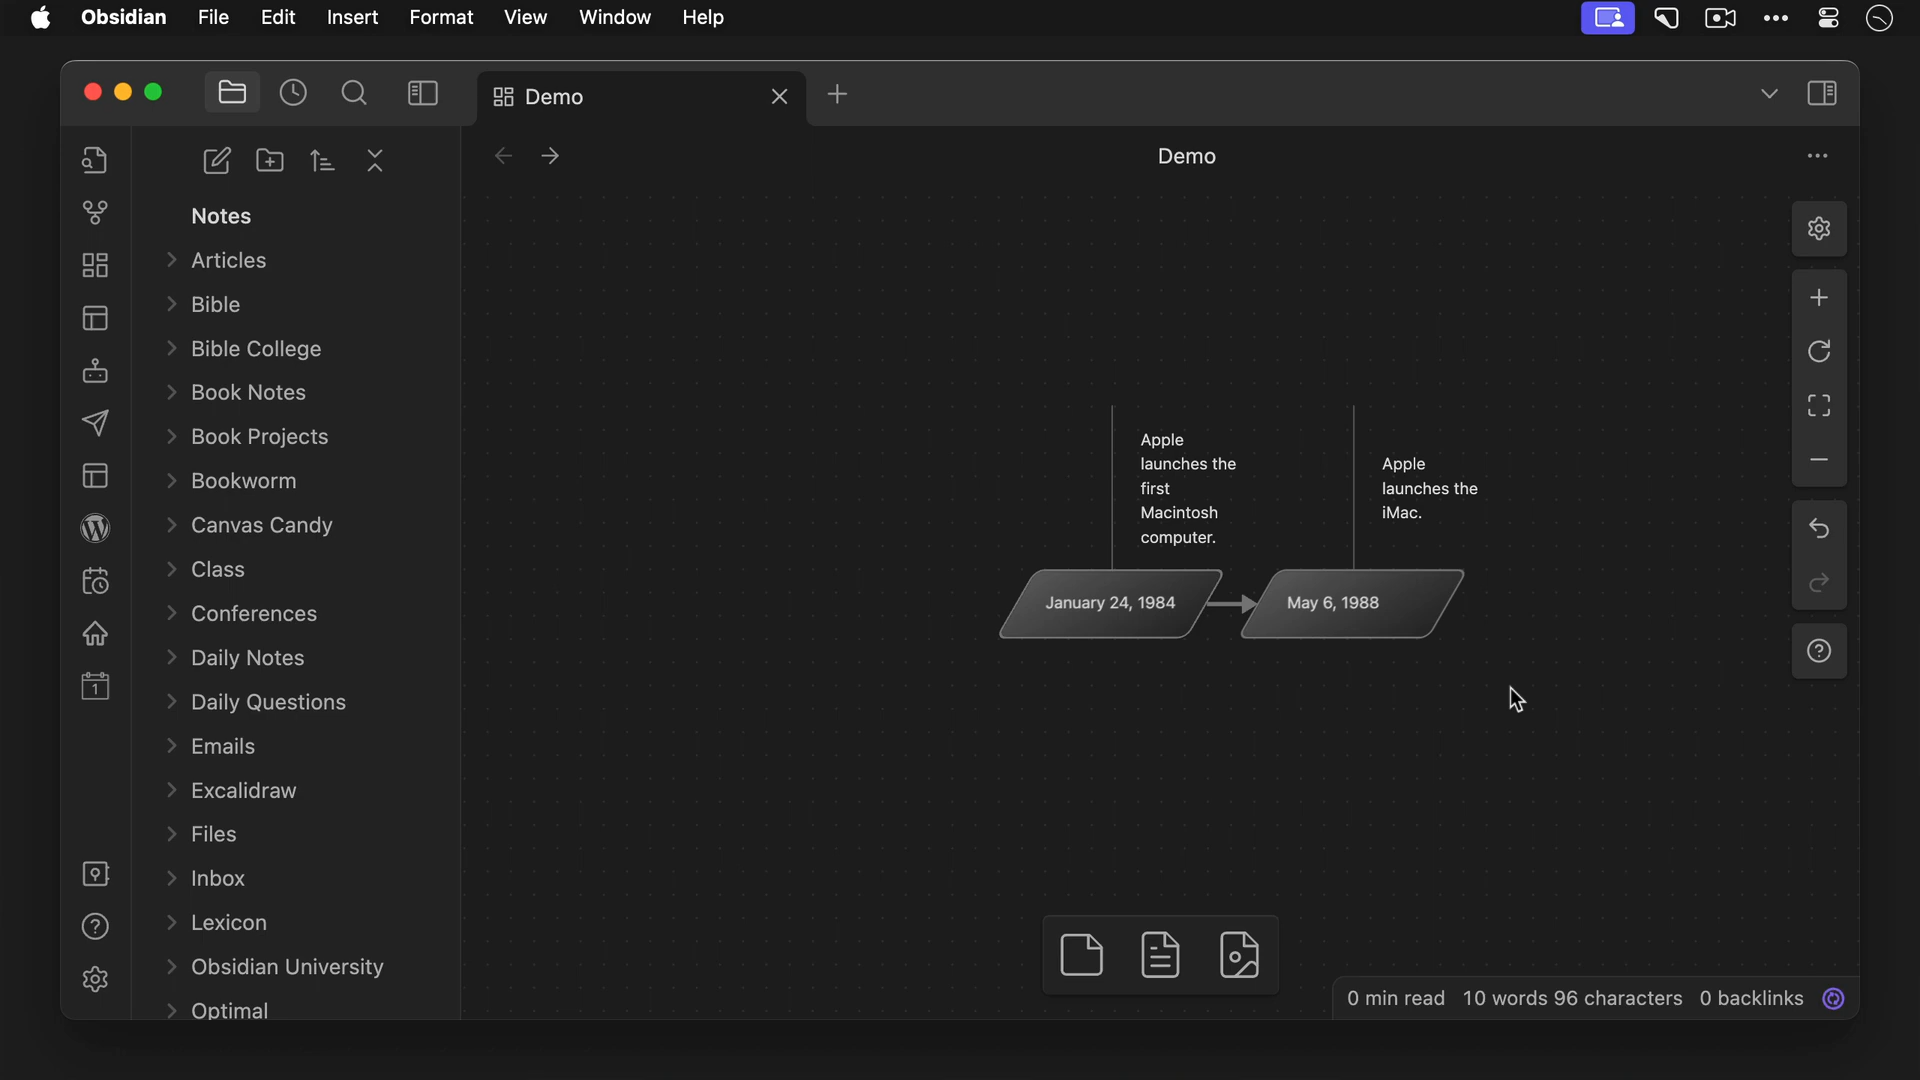 Obsidian File Edit Insert Format View Window Help
Demo
Demo
Notes
Articles
Bible
Bible College
Book Notes
Book Projects
Bookworm
Canvas Candy
Class
Conferences
Daily Notes
Daily Questions
Emails
Excalidraw
Files
Inbox
Lexicon
Obsidian University
Optimal
1
Apple
launches the
first
Macintosh
computer.
Apple
launches the
iMac.
January 24, 1984
May 6, 1988
0 min read 10 words 96 characters 0 backlinks